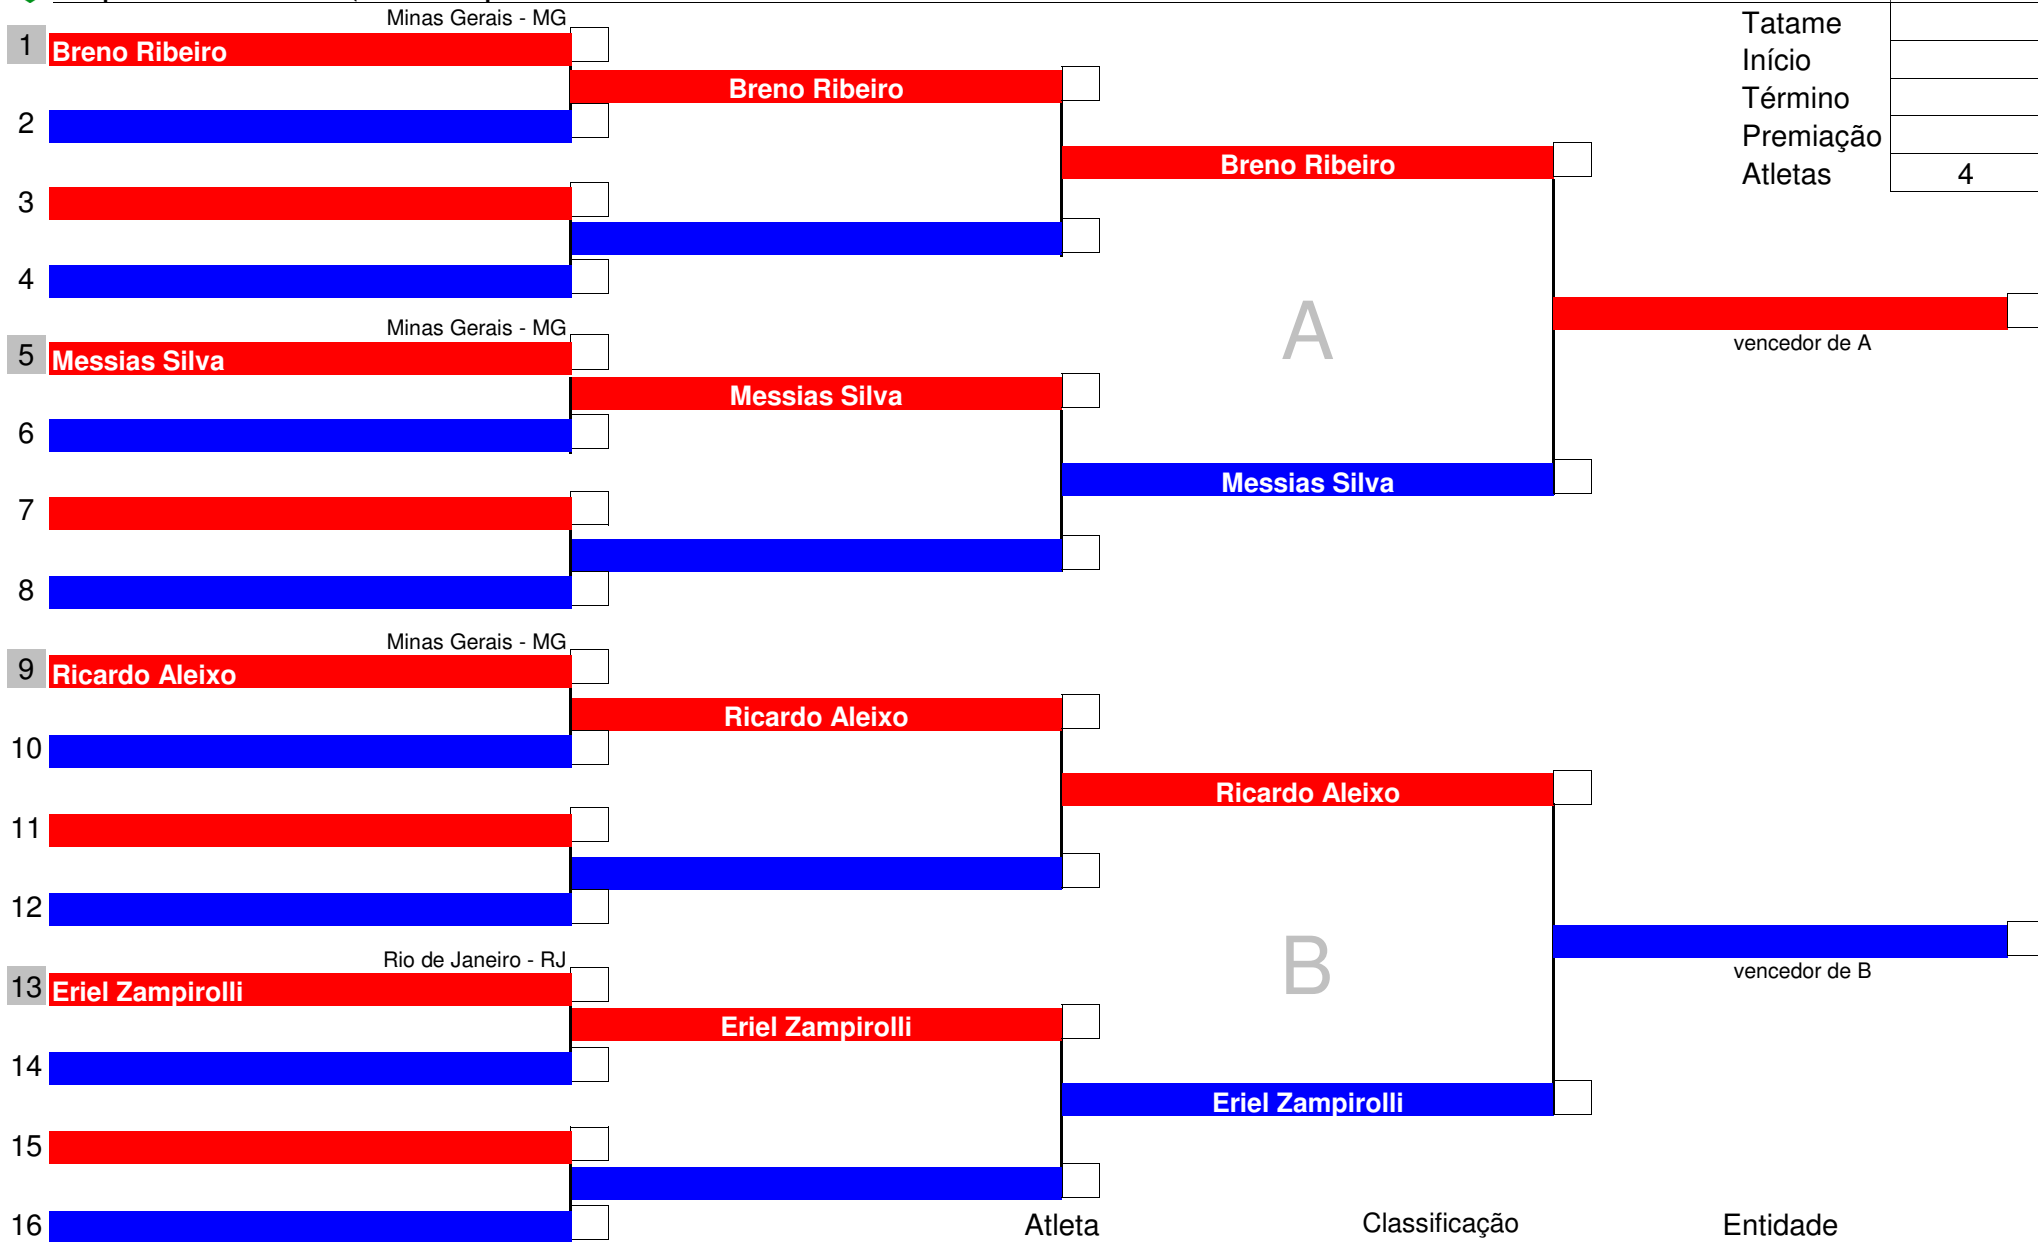 Minas Gerais - MG
1 Breno Ribeiro
Breno Ribeiro
2
Breno Ribeiro
3
4
Tatame
Início
Término
Premiação
Atletas 4
A
vencedor de A
Minas Gerais - MG
5 Messias Silva
Messias Silva
6
Messias Silva
7
8
Minas Gerais - MG
9 Ricardo Aleixo
Ricardo Aleixo
10
Ricardo Aleixo
11
12
B
vencedor de B
Rio de Janeiro - RJ
13 Eriel Zampirolli
Eriel Zampirolli
14
Eriel Zampirolli
15
16
Atleta Classificação Entidade